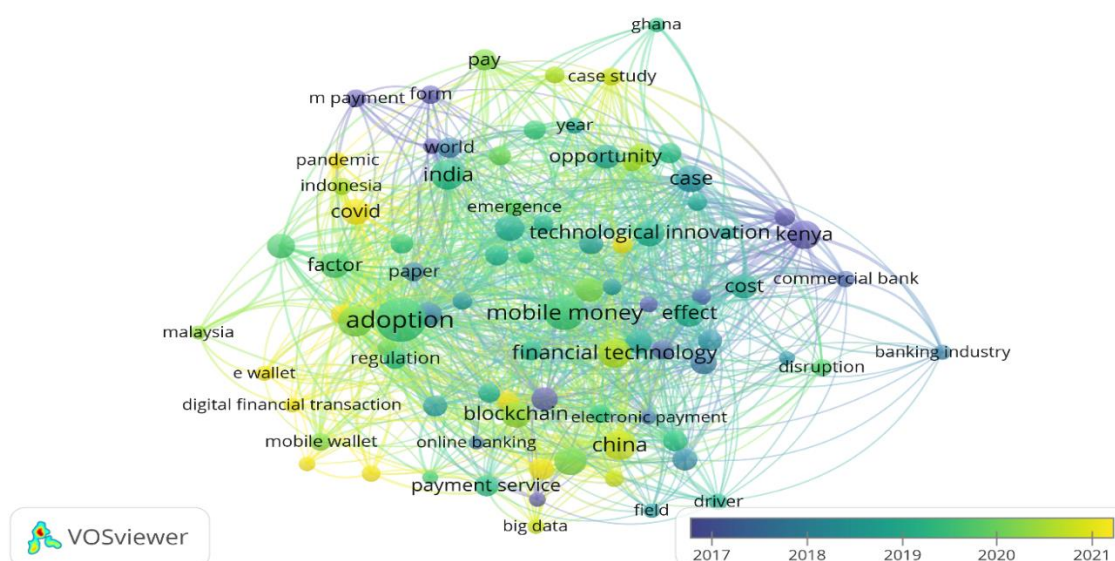 ghana
pay
case study
m payment
form
year
world
pandemic
opportunity
india
case
indonesia
emergence
covid
technological innovation
kenya
factor
paper
commercial bank
cost
adoption
mobile money
effect
malaysia
regulation
financial technology
banking industry
e wallet
disruption
digital financial transaction
blockchain
electronic payment
mobile wallet
online banking
china
payment service
driver
field
big data
VOSviewer
2017
2018
2019
2020
2021